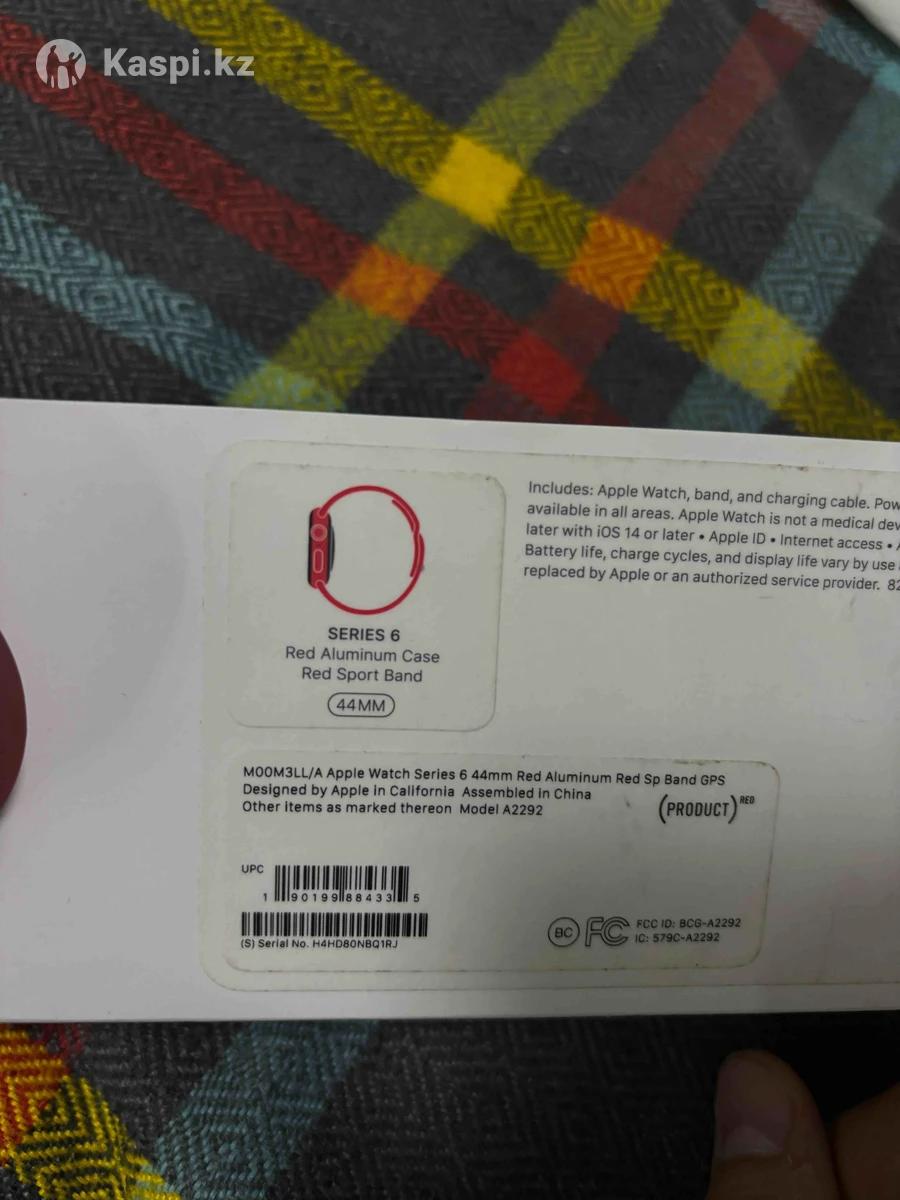 Kaspi.kz
SERIES 6
Red Aluminum Case
Red Sport Band
44MM
Includes: Apple Watch, band, and charging cable. Pow
available in all areas. Apple Watch is not a medical dev
later with iOS 14 or later • Apple ID • Internet access •
Battery life, charge cycles, and display life vary by use
replaced by Apple or an authorized service provider. 82
M00M3LL/A Apple Watch Series 6 44mm Red Aluminum Red Sp Band GPS
Designed by Apple in California Assembled in China
Other items as marked thereon Model A2292
(PRODUCT)RED
UPC
1 90199 88433 5
(S) Serial No. H4HD80NBQ1RJ
BC FC FCC ID: BCG-A2292
IC: 579C-A2292